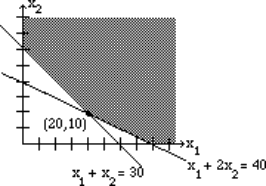 x₂
(20,10)
x₁
x₁ + 2x₂ = 40
x₁ + x₂ = 30